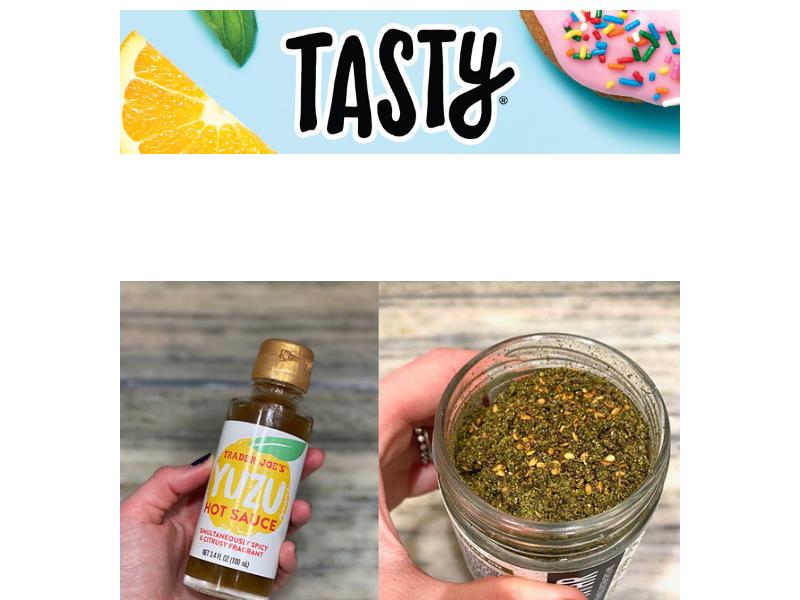 TASTY®
TRADER JOE'S
YUZU
HOT SAUCE
SIMULTANEOUSLY SPICY
& CITRUSY FRAGRANT
NET 3.4 FL OZ (100 mL)